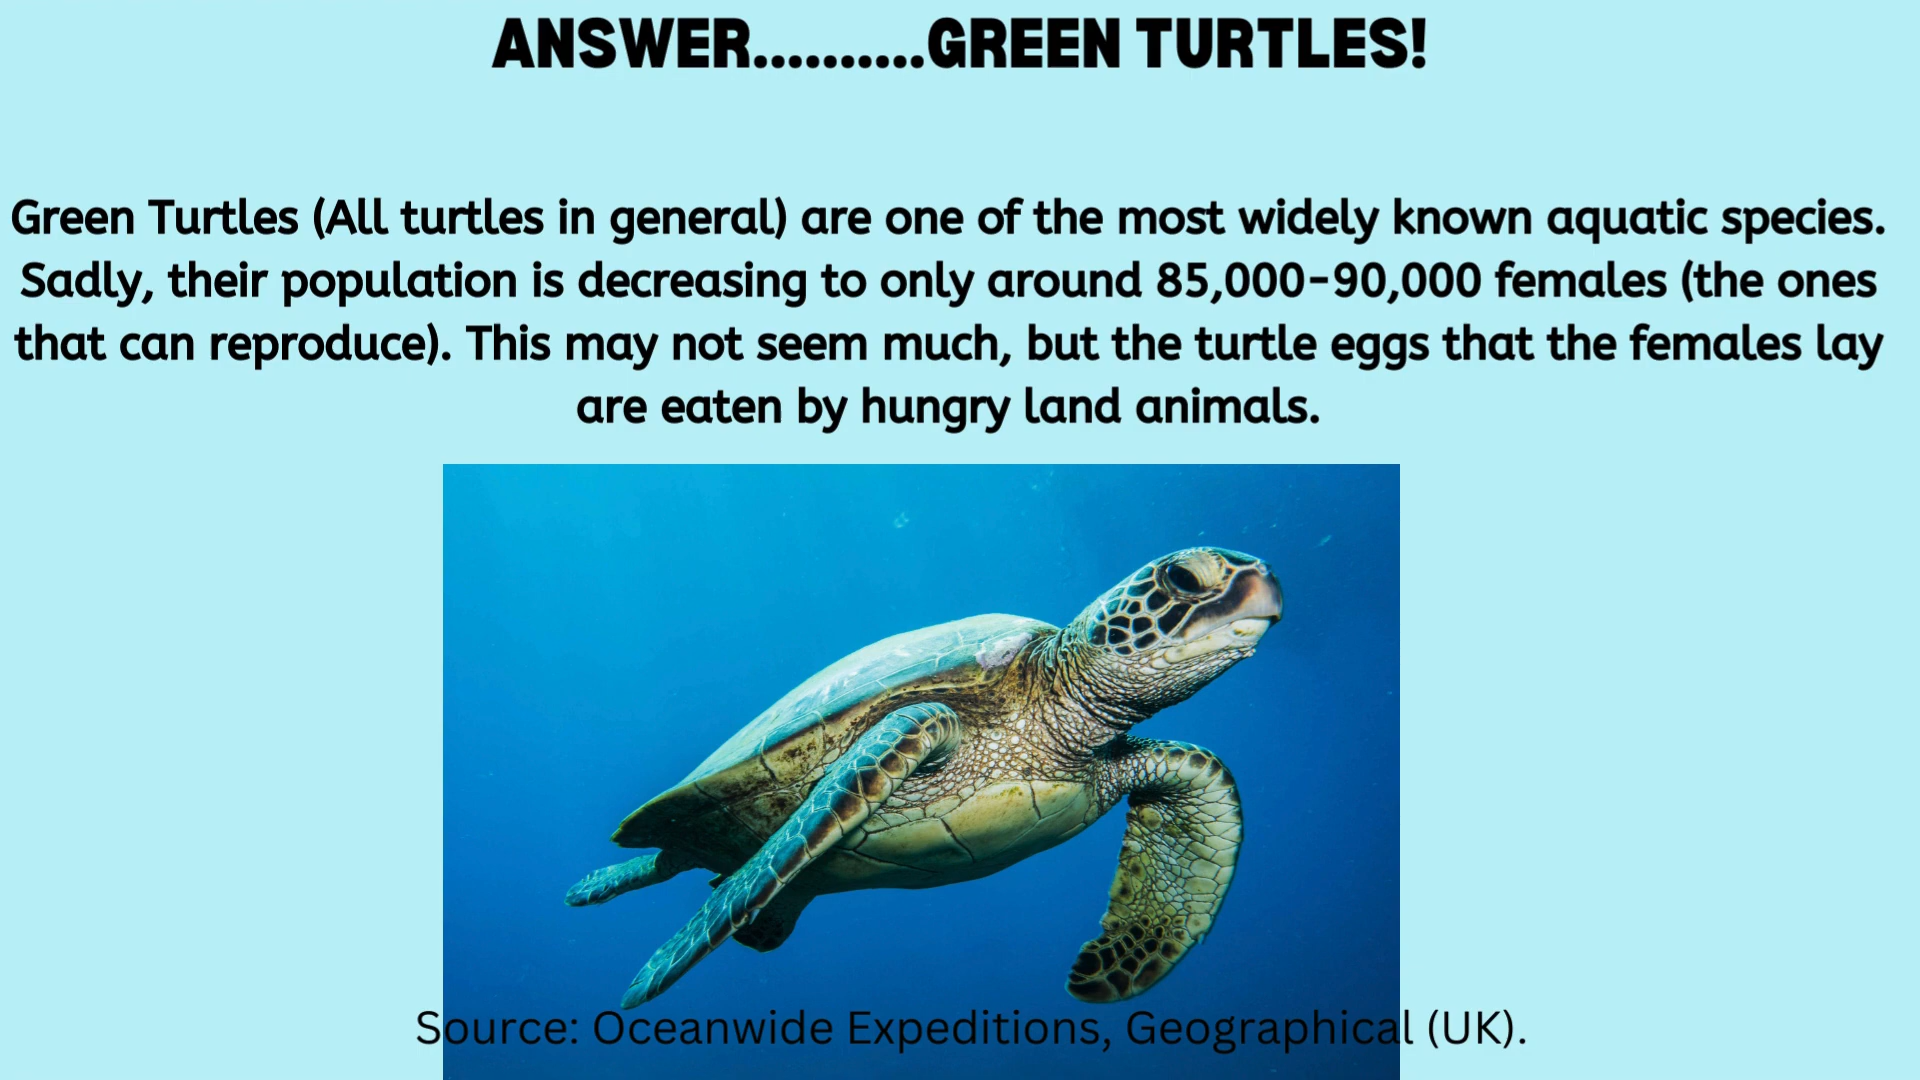 ANSWER..........GREEN TURTLES!
Green Turtles (All turtles in general) are one of the most widely known aquatic species.
Sadly, their population is decreasing to only around 85,000-90,000 females (the ones
that can reproduce). This may not seem much, but the turtle eggs that the females lay
are eaten by hungry land animals.
Source: Oceanwide Expeditions, Geographical (UK).